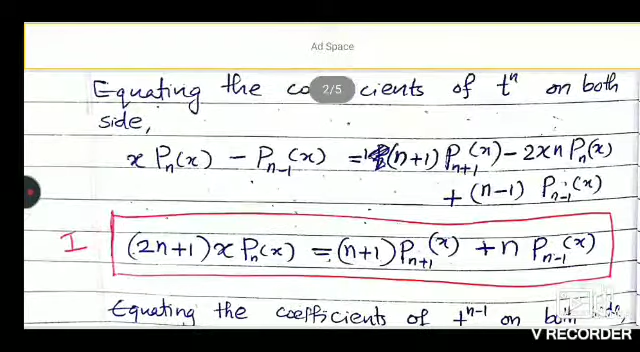 Ad Space
Equating the coefficients of tⁿ on both
2/5
side,
x Pₙ(x) − Pₙ₋₁(x) = (n+1) Pₙ₊₁(x) − 2xn Pₙ(x)
+ (n−1) Pₙ₋₁(x)
I (2n+1) x Pₙ(x) = (n+1) Pₙ₊₁(x) + n Pₙ₋₁(x)
Equating the coefficients of tⁿ⁻¹ on both side,
V RECORDER